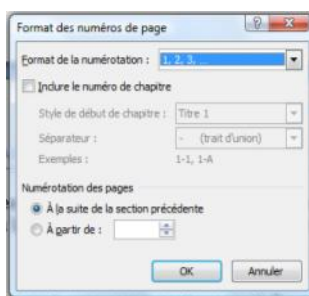 Format des numéros de page
Format de la numérotation : 1, 2, 3, ...
Inclure le numéro de chapitre
Style de début de chapitre : Titre 1
Séparateur : - (trait d'union)
Exemples : 1-1, 1-A
Numérotation des pages
À la suite de la section précédente
À partir de :
OK Annuler